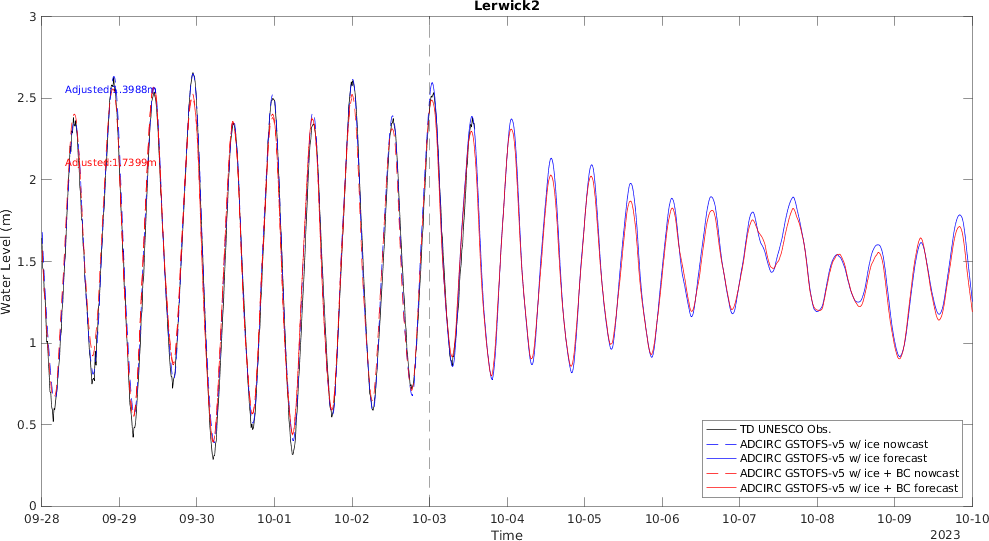 Lerwick2
3
2.5
2
1.5
1
0.5
0
Water Level (m)
Adjusted:1.3988m
Adjusted:1.7399m
TD UNESCO Obs.
ADCIRC GSTOFS-v5 w/ ice nowcast
ADCIRC GSTOFS-v5 w/ ice forecast
ADCIRC GSTOFS-v5 w/ ice + BC nowcast
ADCIRC GSTOFS-v5 w/ ice + BC forecast
09-28 09-29 09-30 10-01 10-02 10-03 10-04 10-05 10-06 10-07 10-08 10-09 10-10
Time
2023